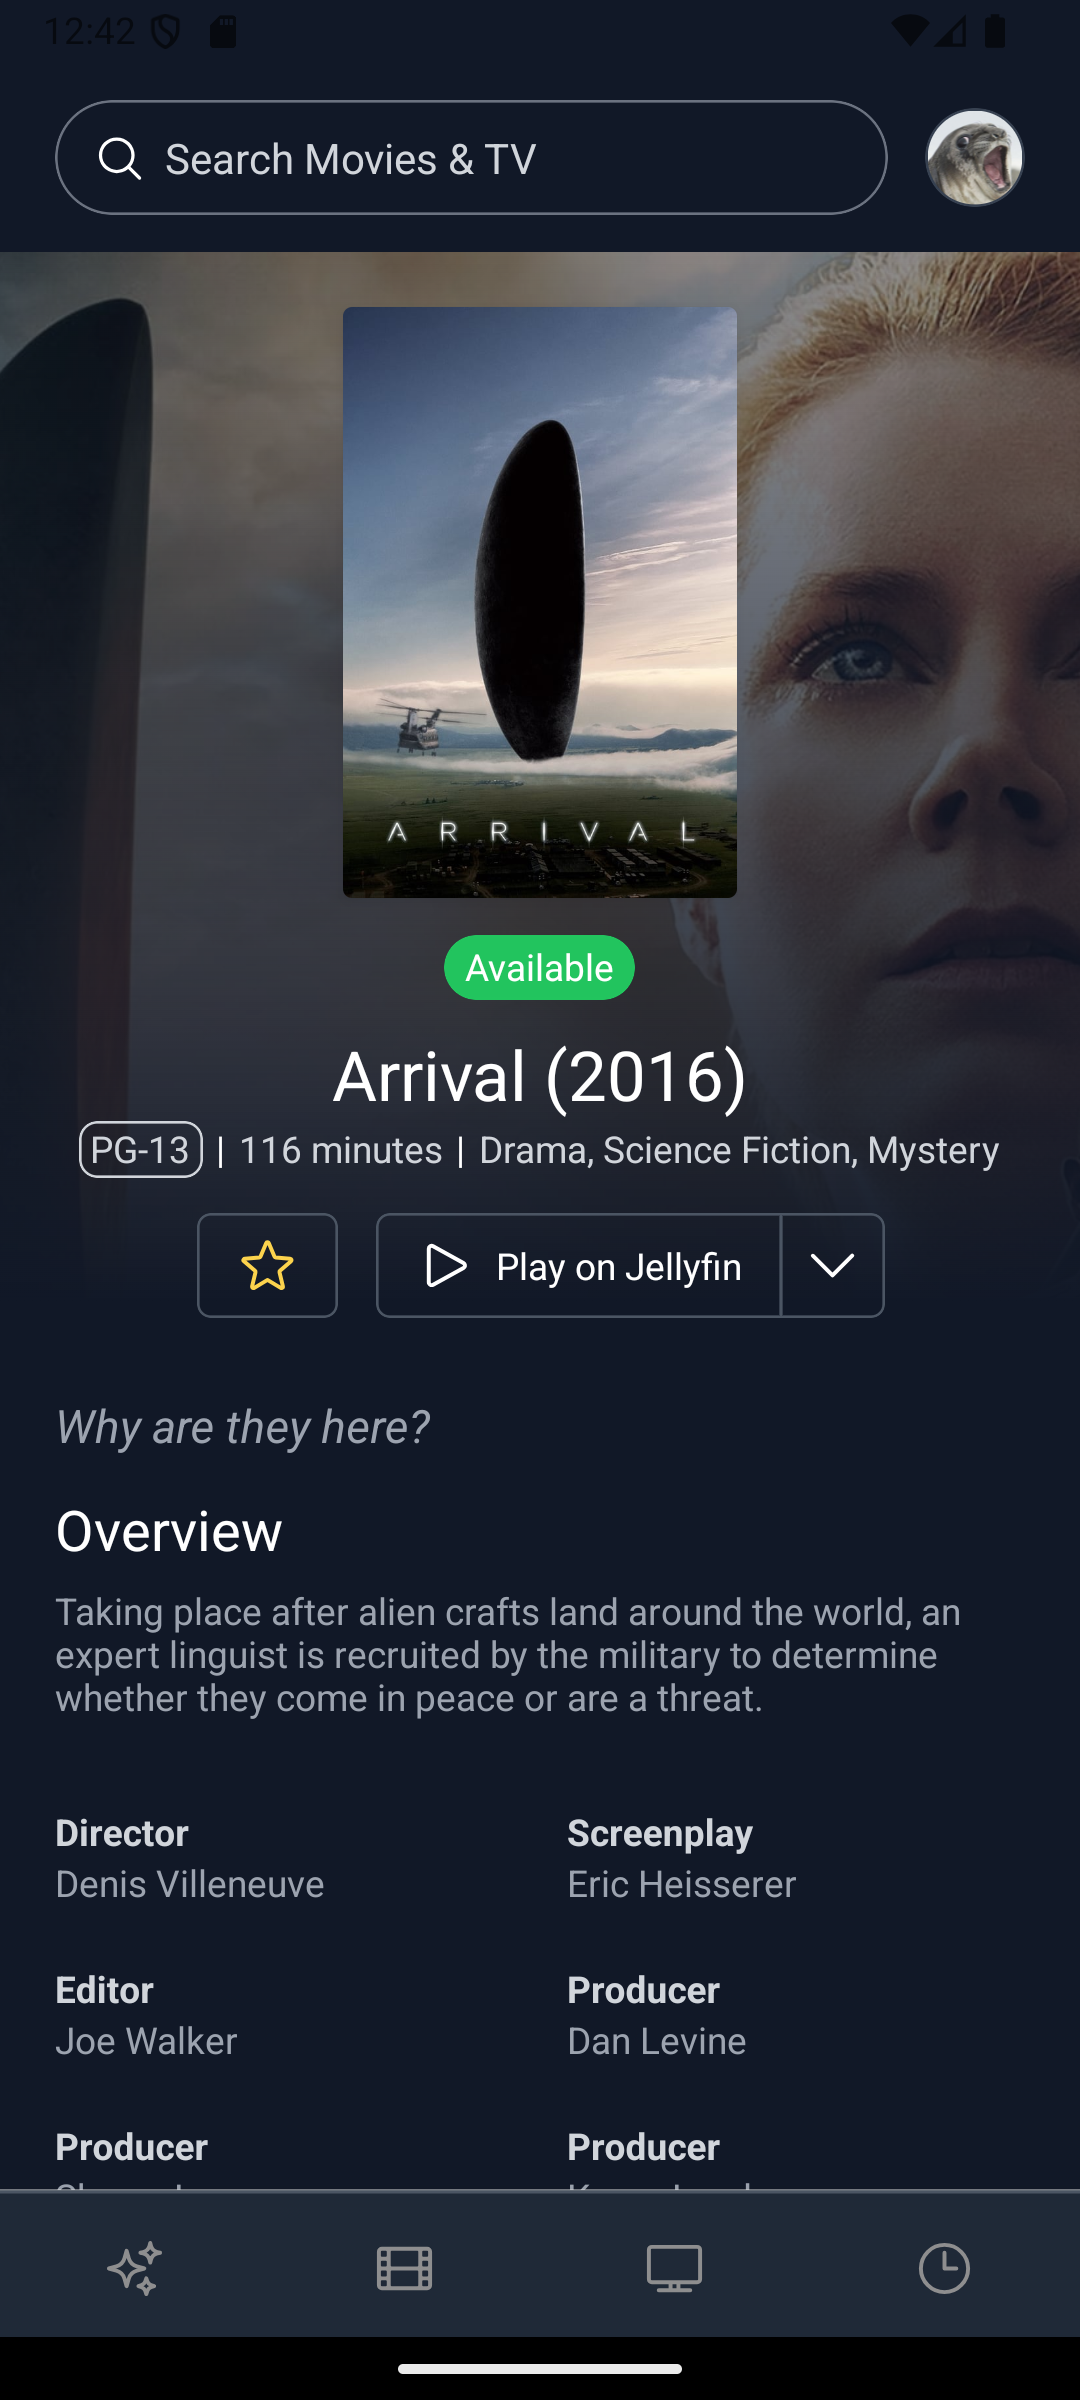 12:42
Search Movies & TV
ARRIVAL
Available
Arrival (2016)
PG-13 | 116 minutes | Drama, Science Fiction, Mystery
Play on Jellyfin
Why are they here?
Overview
Taking place after alien crafts land around the world, an
expert linguist is recruited by the military to determine
whether they come in peace or are a threat.
Director
Screenplay
Denis Villeneuve
Eric Heisserer
Editor
Producer
Joe Walker
Dan Levine
Producer
Producer